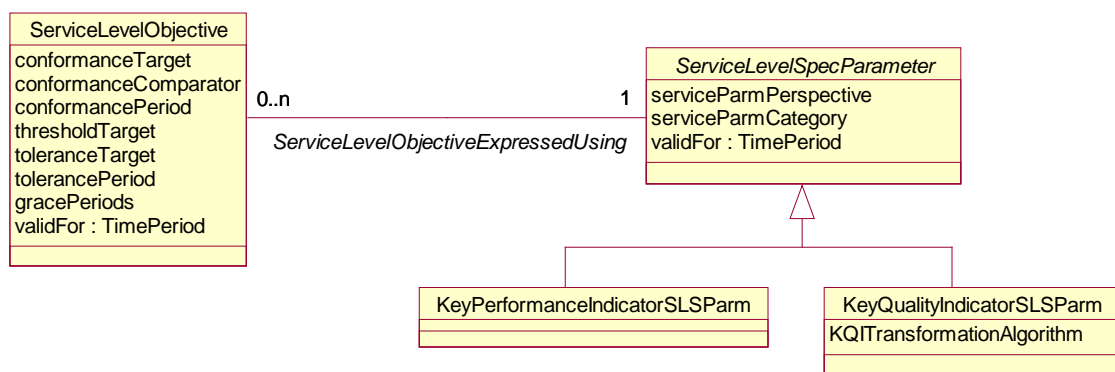 ServiceLevelObjective
conformanceTarget
conformanceComparator
conformancePeriod
thresholdTarget
toleranceTarget
tolerancePeriod
gracePeriods
validFor : TimePeriod
0..n
1
ServiceLevelObjectiveExpressedUsing
ServiceLevelSpecParameter
serviceParmPerspective
serviceParmCategory
validFor : TimePeriod
KeyPerformanceIndicatorSLSParm
KeyQualityIndicatorSLSParm
KQITransformationAlgorithm